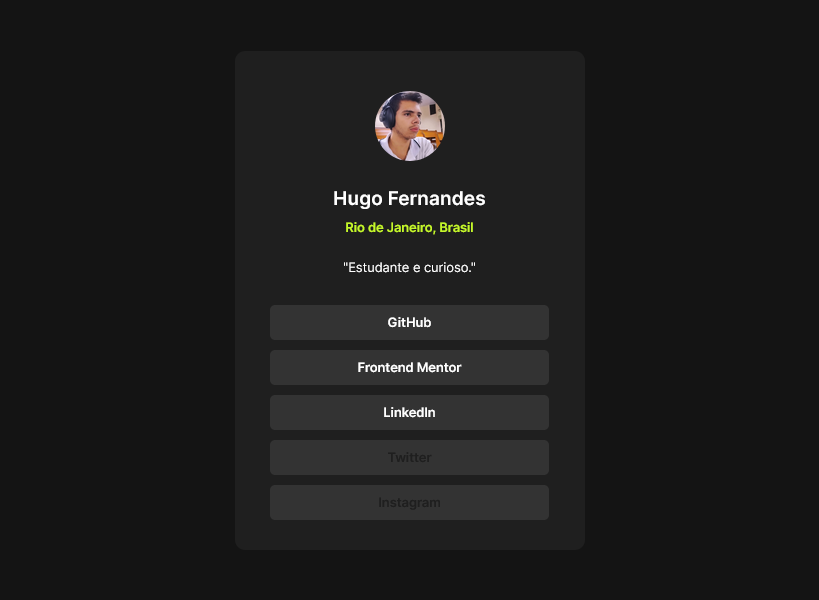 Hugo Fernandes
Rio de Janeiro, Brasil
"Estudante e curioso."
GitHub
Frontend Mentor
LinkedIn
Twitter
Instagram